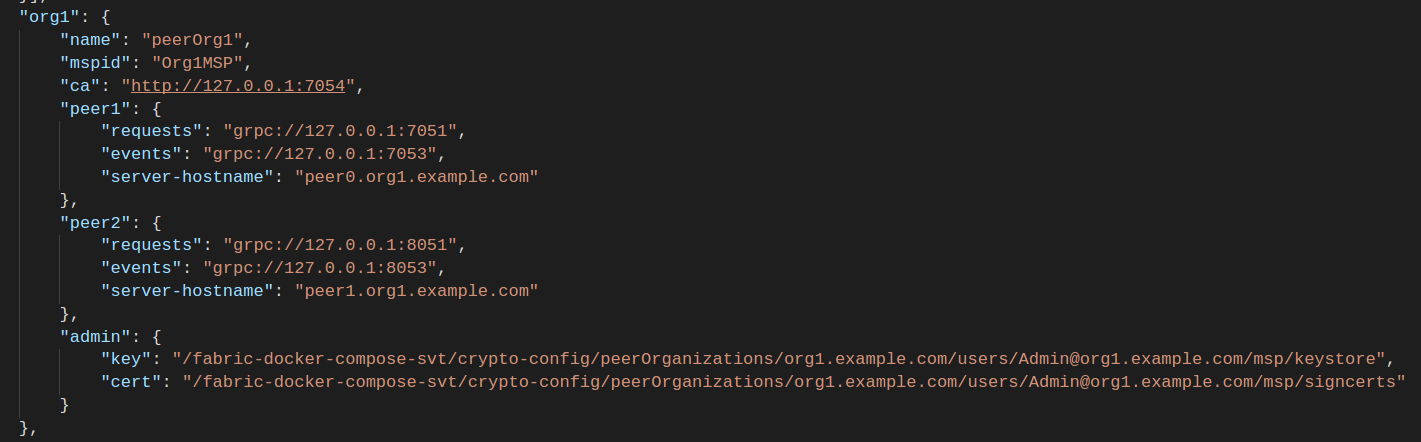 }],
"org1": {
"name": "peerOrg1",
"mspid": "Org1MSP",
"ca": "http://127.0.0.1:7054",
"peer1": {
"requests": "grpc://127.0.0.1:7051",
"events": "grpc://127.0.0.1:7053",
"server-hostname": "peer0.org1.example.com"
},
"peer2": {
"requests": "grpc://127.0.0.1:8051",
"events": "grpc://127.0.0.1:8053",
"server-hostname": "peer1.org1.example.com"
},
"admin": {
"key": "/fabric-docker-compose-svt/crypto-config/peerOrganizations/org1.example.com/users/Admin@org1.example.com/msp/keystore",
"cert": "/fabric-docker-compose-svt/crypto-config/peerOrganizations/org1.example.com/users/Admin@org1.example.com/msp/signcerts"
}
},